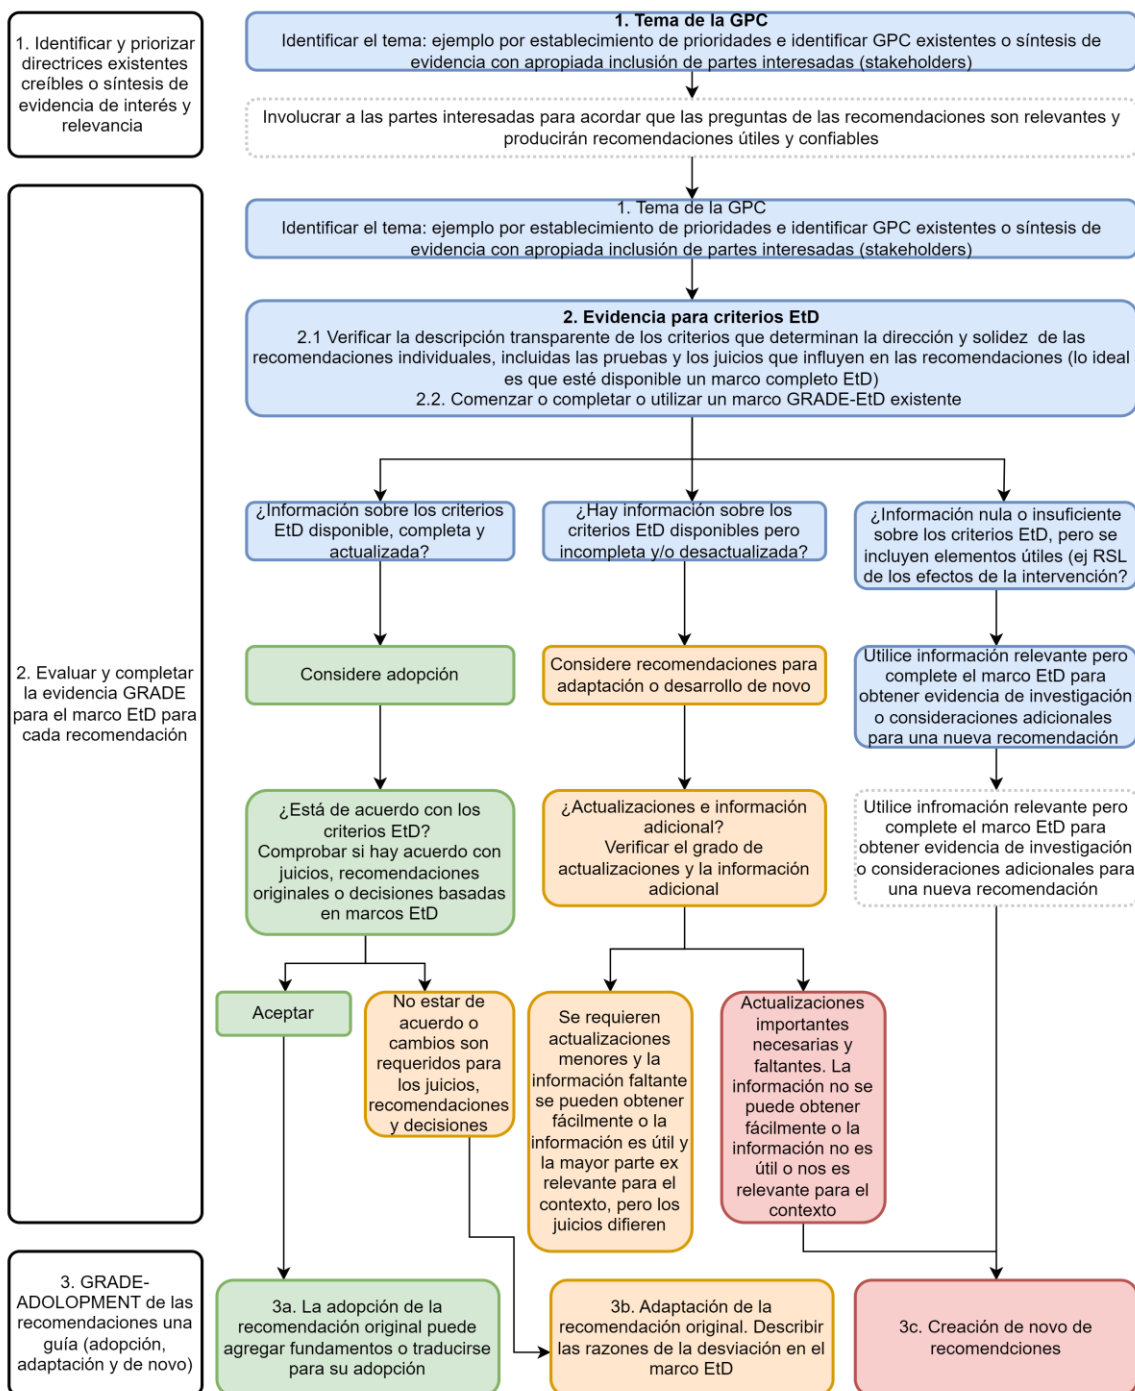 1. Identificar y priorizar
directrices existentes
creíbles o síntesis de
evidencia de interés y
relevancia
1. Tema de la GPC
Identificar el tema: ejemplo por establecimiento de prioridades e identificar GPC existentes o síntesis de
evidencia con apropiada inclusión de partes interesadas (stakeholders)
Involucrar a las partes interesadas para acordar que las preguntas de las recomendaciones son relevantes y
producirán recomendaciones útiles y confiables
2. Evaluar y completar
la evidencia GRADE
para el marco EtD para
cada recomendación
1. Tema de la GPC
Identificar el tema: ejemplo por establecimiento de prioridades e identificar GPC existentes o síntesis de
evidencia con apropiada inclusión de partes interesadas (stakeholders)
2. Evidencia para criterios EtD
2.1 Verificar la descripción transparente de los criterios que determinan la dirección y solidez de las
recomendaciones individuales, incluidas las pruebas y los juicios que influyen en las recomendaciones (lo ideal
es que esté disponible un marco completo EtD)
2.2. Comenzar o completar o utilizar un marco GRADE-EtD existente
¿Información sobre los criterios
EtD disponible, completa y
actualizada?
¿Hay información sobre los
criterios EtD disponibles pero
incompleta y/o desactualizada?
¿Información nula o insuficiente
sobre los criterios EtD, pero se
incluyen elementos útiles (ej RSL
de los efectos de la intervención?
Considere adopción
Considere recomendaciones para
adaptación o desarrollo de novo
Utilice información relevante pero
complete el marco EtD para
obtener evidencia de investigación
o consideraciones adicionales
para una nueva recomendación
¿Está de acuerdo con los
criterios EtD?
Comprobar si hay acuerdo con
juicios, recomendaciones
originales o decisiones basadas
en marcos EtD
¿Actualizaciones e información
adicional?
Verificar el grado de
actualizaciones y la información
adicional
Utilice infromación relevante pero
complete el marco EtD para
obtener evidencia de investigación
o consideraciones adicionales para
una nueva recomendación
Aceptar
No estar de
acuerdo o
cambios son
requeridos para
los juicios,
recomendaciones
y decisiones
Se requieren
actualizaciones
menores y la
información faltante
se pueden obtener
fácilmente o la
información es útil y
la mayor parte ex
relevante para el
contexto, pero los
juicios difieren
Actualizaciones
importantes
necesarias y
faltantes. La
información no se
puede obtener
fácilmente o la
información no es
útil o nos es
relevante para el
contexto
3. GRADE-
ADOLOPMENT de las
recomendaciones una
guía (adopción,
adaptación y de novo)
3a. La adopción de la
recomendación original puede
agregar fundamentos o traducirse
para su adopción
3b. Adaptación de la
recomendación original. Describir
las razones de la desviación en el
marco EtD
3c. Creación de novo de
recomendciones